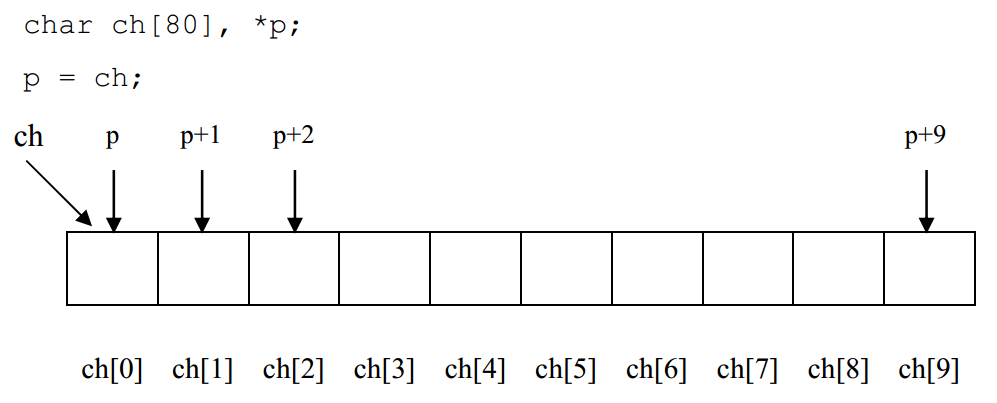 char ch[80], *p;
p = ch;
ch p p+1 p+2 p+9
ch[0] ch[1] ch[2] ch[3] ch[4] ch[5] ch[6] ch[7] ch[8] ch[9]